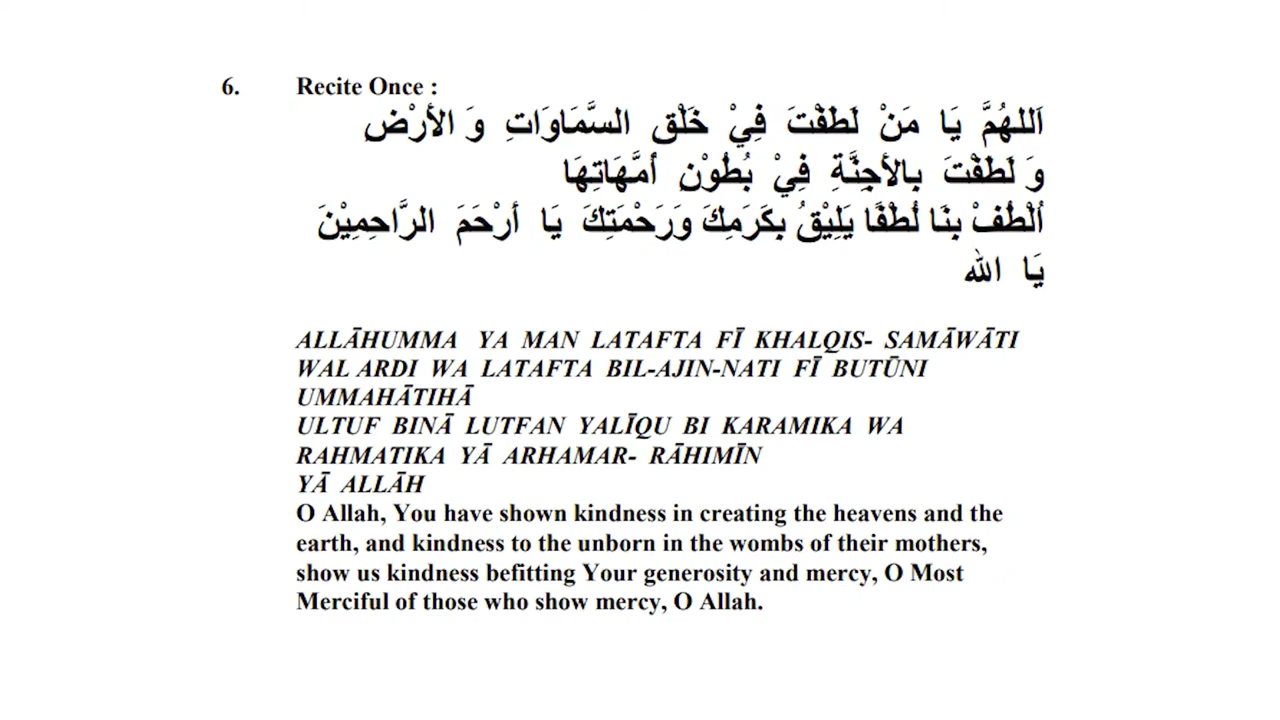 6. Recite Once :
اَللهُمَّ يَا مَنْ لَطَفْتَ فِيْ خَلْقِ السَّمَاوَاتِ وَ الأَرْضِ
وَ لَطَفْتَ بِالأَجِنَّةِ فِيْ بُطُوْنِ أُمَّهَاتِهَا
اُلْطُفْ بِنَا لُطْفًا يَلِيْقُ بِكَرَمِكَ وَرَحْمَتِكَ يَا أَرْحَمَ الرَّاحِمِيْنَ
يَا الله
ALLĀHUMMA YA MAN LATAFTA FĪ KHALQIS- SAMĀWĀTI
WAL ARDI WA LATAFTA BIL-AJIN-NATI FĪ BUTŪNI
UMMAHĀTIHĀ
ULTUF BINĀ LUTFAN YALĪQU BI KARAMIKA WA
RAHMATIKA YĀ ARHAMAR- RĀHIMĪN
YĀ ALLĀH
O Allah, You have shown kindness in creating the heavens and the
earth, and kindness to the unborn in the wombs of their mothers,
show us kindness befitting Your generosity and mercy, O Most
Merciful of those who show mercy, O Allah.